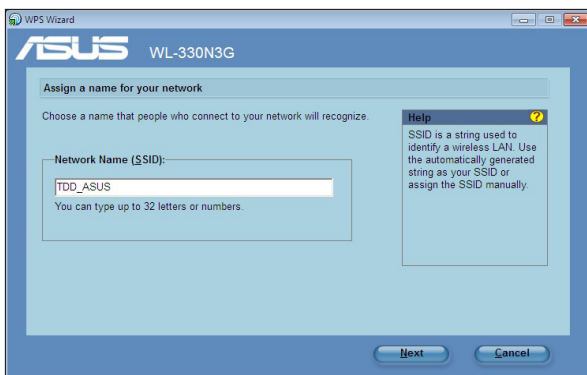 WPS Wizard
ASUS WL-330N3G
Assign a name for your network
Choose a name that people who connect to your network will recognize.
Network Name (SSID):
TDD_ASUS
You can type up to 32 letters or numbers.
Help ?
SSID is a string used to
identify a wireless LAN. Use
the automatically generated
string as your SSID or
assign the SSID manually.
Next Cancel